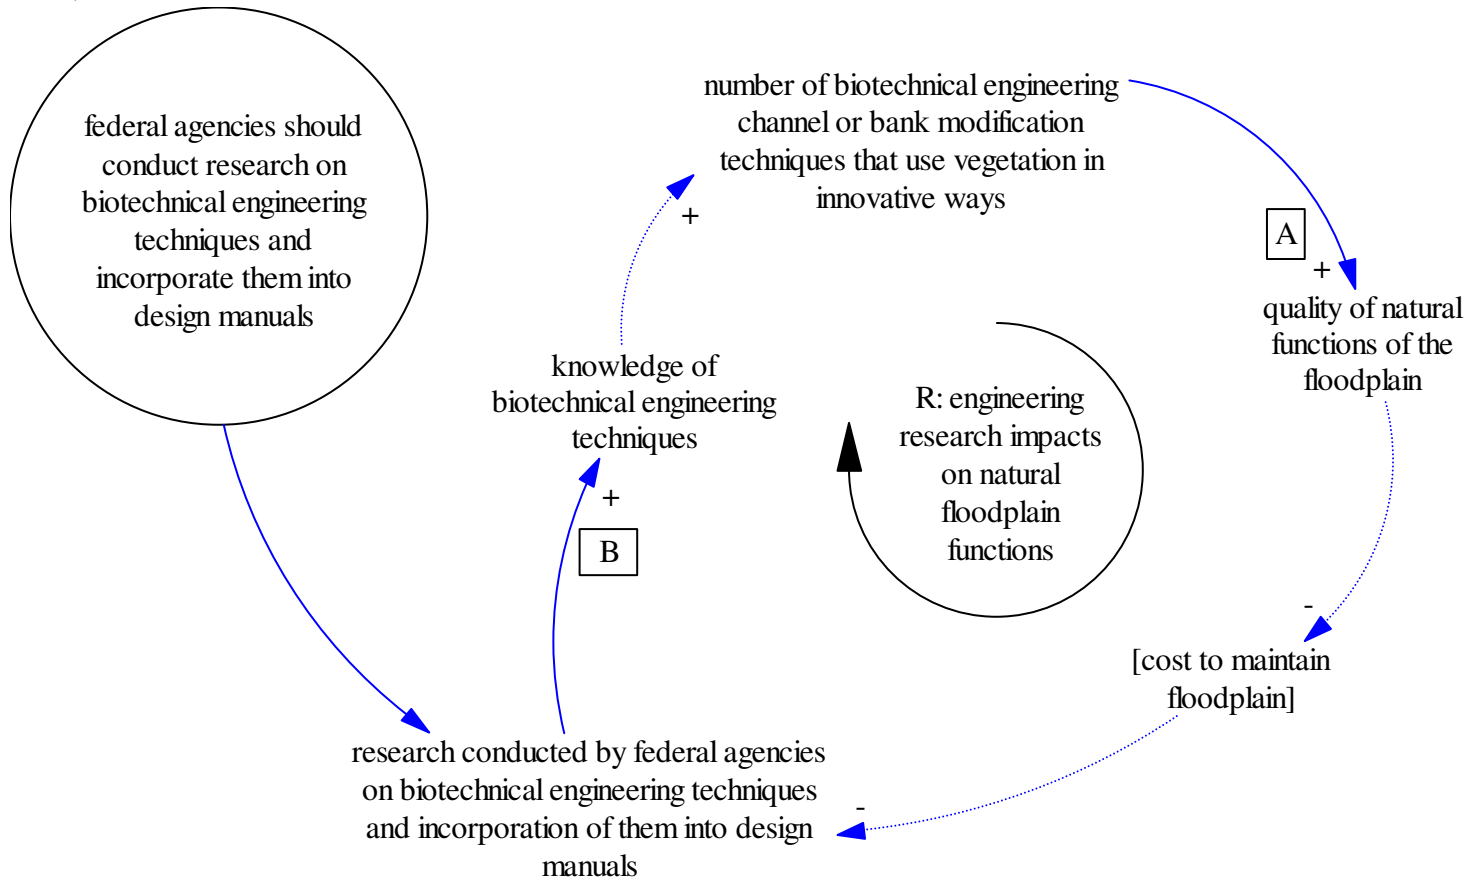 federal agencies should
conduct research on
biotechnical engineering
techniques and
incorporate them into
design manuals
number of biotechnical engineering
channel or bank modification
techniques that use vegetation in
innovative ways
+
A
+
quality of natural
functions of the
floodplain
knowledge of
biotechnical engineering
techniques
+
B
R: engineering
research impacts
on natural
floodplain
functions
-
[cost to maintain
floodplain]
-
research conducted by federal agencies
on biotechnical engineering techniques
and incorporation of them into design
manuals